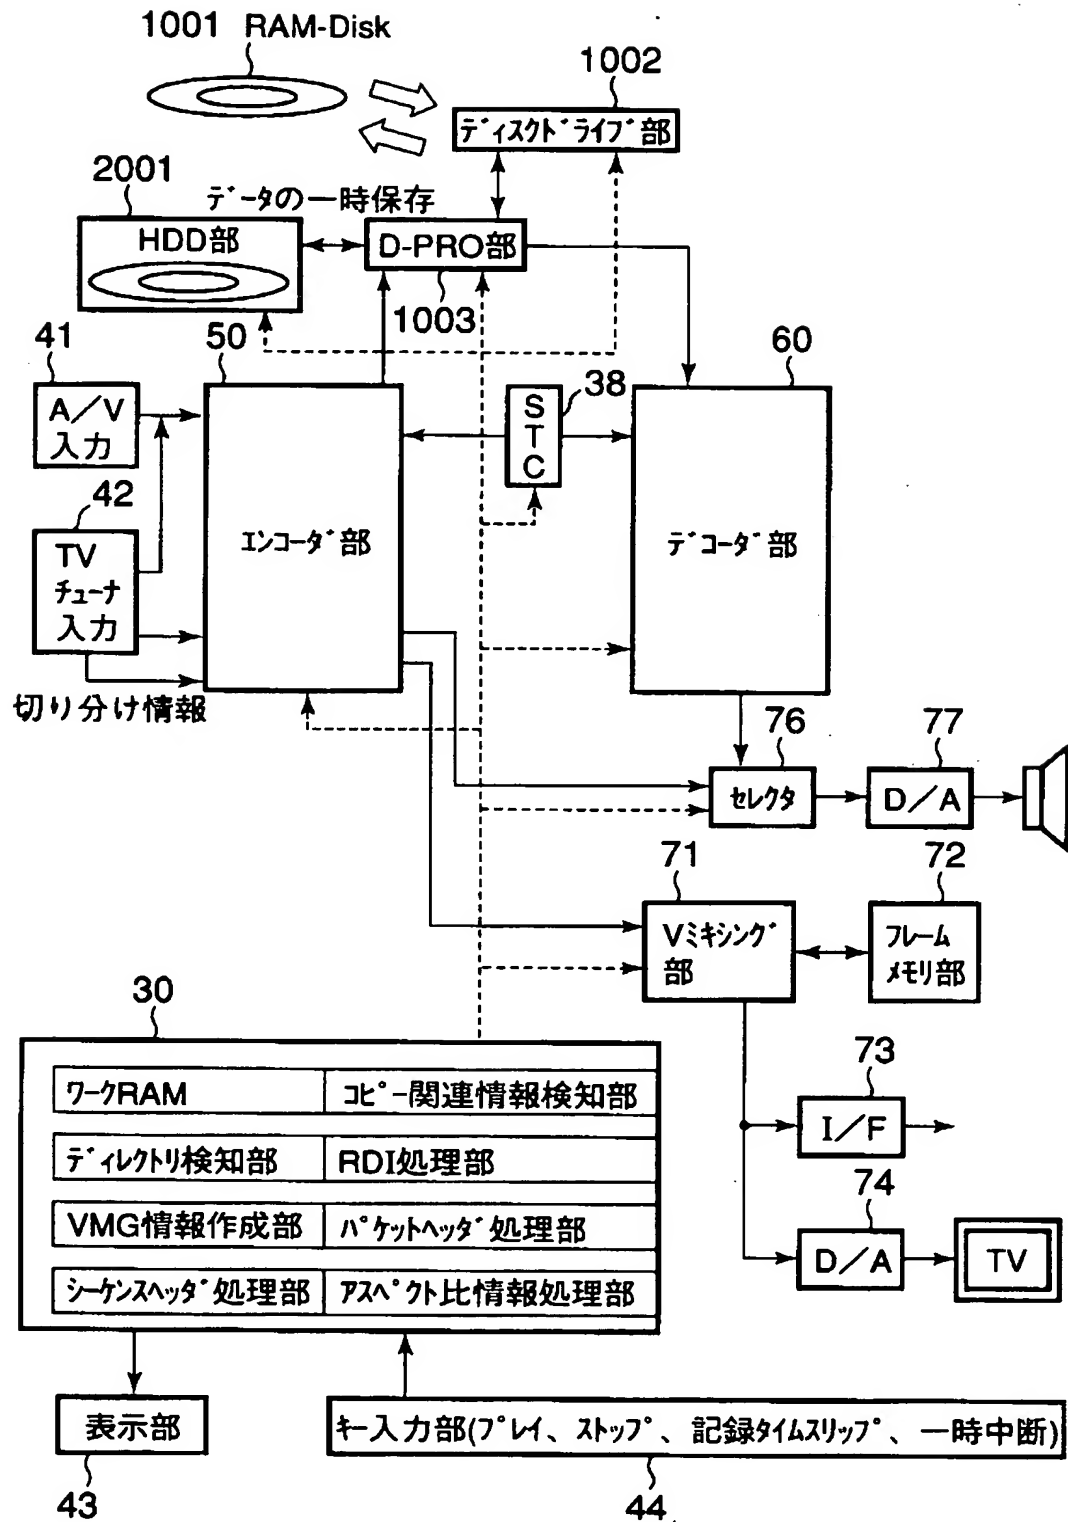 1001 RAM-Disk
1002
ディスクドライブ部
2001
データの一時保存
HDD部
D-PRO部
1003
41
50
60
A/V
入力
38
STC
42
TV
チューナ
入力
エンコーダ部
デコーダ部
切り分け情報
76
77
セレクタ
D/A
71
72
Vミキシング
部
フレーム
メモリ部
30
73
ワークRAM
コピー関連情報検知部
I/F
ディレクトリ検知部
RDI処理部
74
VMG情報作成部
パケットヘッダ処理部
D/A
TV
シーケンスヘッダ処理部
アスペクト比情報処理部
表示部
キー入力部(プレイ、ストップ、記録タイムスリップ、一時中断)
43
44